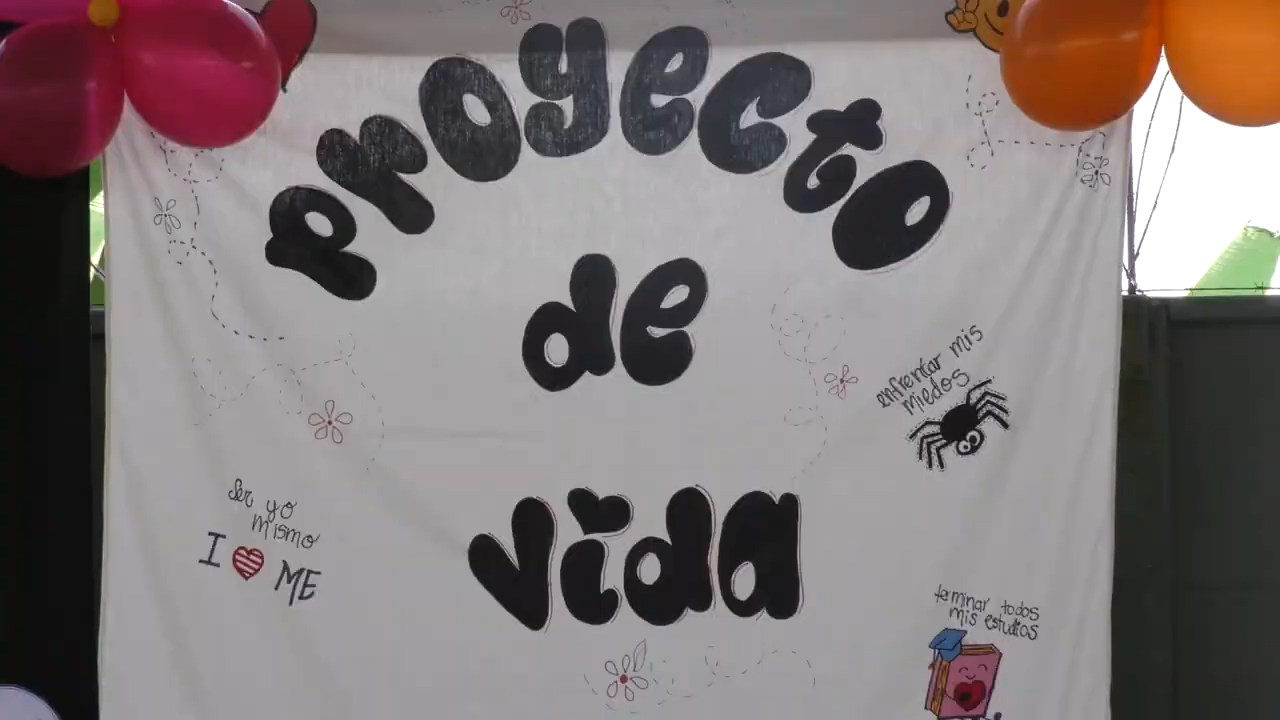 proyecto
de
vida
enfrentar mis
miedos
Ser yo
mismo
I ME
terminar todos
mis estudios